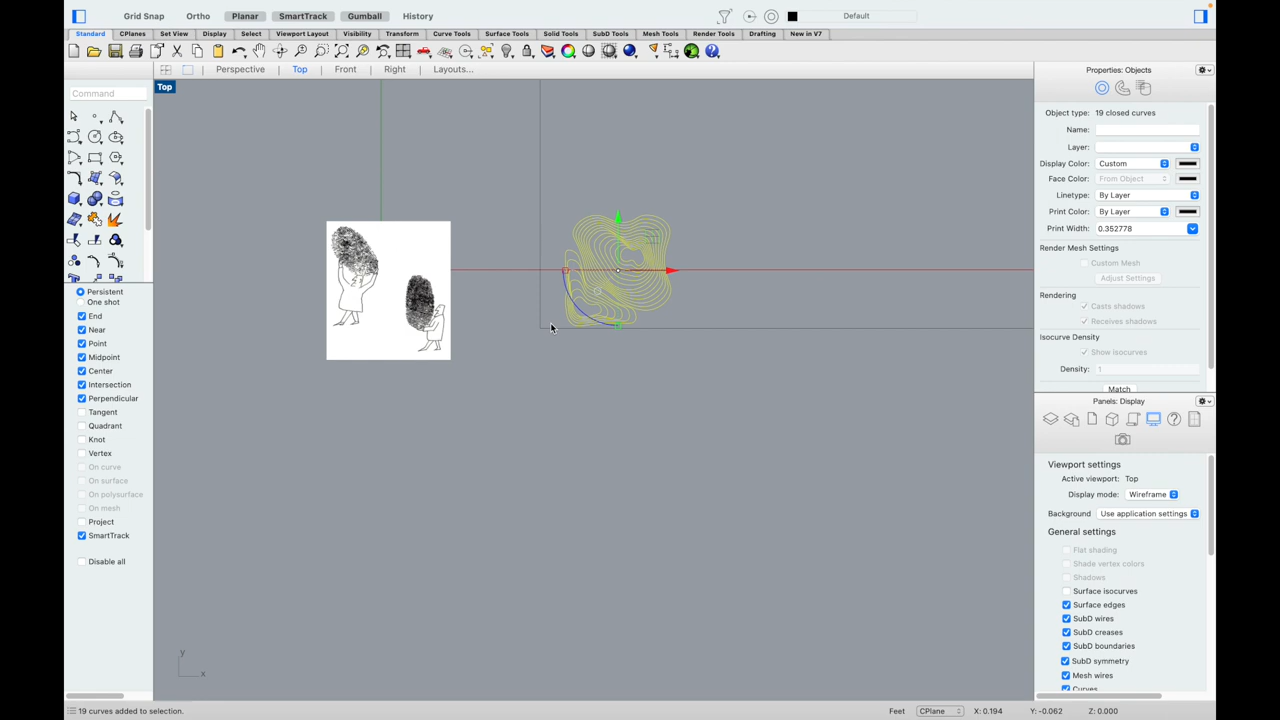 Grid Snap Ortho Planar SmartTrack Gumball History Default
Standard CPlanes Set View Display Select Viewport Layout Visibility Transform Curve Tools Surface Tools Solid Tools SubD Tools Mesh Tools Render Tools Drafting New in V7
Perspective Top Front Right Layouts...
Top
Command
Persistent
One shot
End
Near
Point
Midpoint
Center
Intersection
Perpendicular
Tangent
Quadrant
Knot
Vertex
On curve
On surface
On polysurface
On mesh
Project
SmartTrack
Disable all
y
x
Properties: Objects
Object type: 19 closed curves
Name:
Layer:
Display Color: Custom
Face Color: From Object
Linetype: By Layer
Print Color: By Layer
Print Width: 0.352778
Render Mesh Settings
Custom Mesh
Adjust Settings
Rendering
Casts shadows
Receives shadows
Isocurve Density
Show isocurves
Density: 1
Match
Panels: Display
Viewport settings
Active viewport: Top
Display mode: Wireframe
Background Use application settings
General settings
Flat shading
Shade vertex colors
Shadows
Surface isocurves
Surface edges
SubD wires
SubD creases
SubD boundaries
SubD symmetry
Mesh wires
Curves
19 curves added to selection. Feet CPlane X: 0.194 Y: -0.062 Z: 0.000